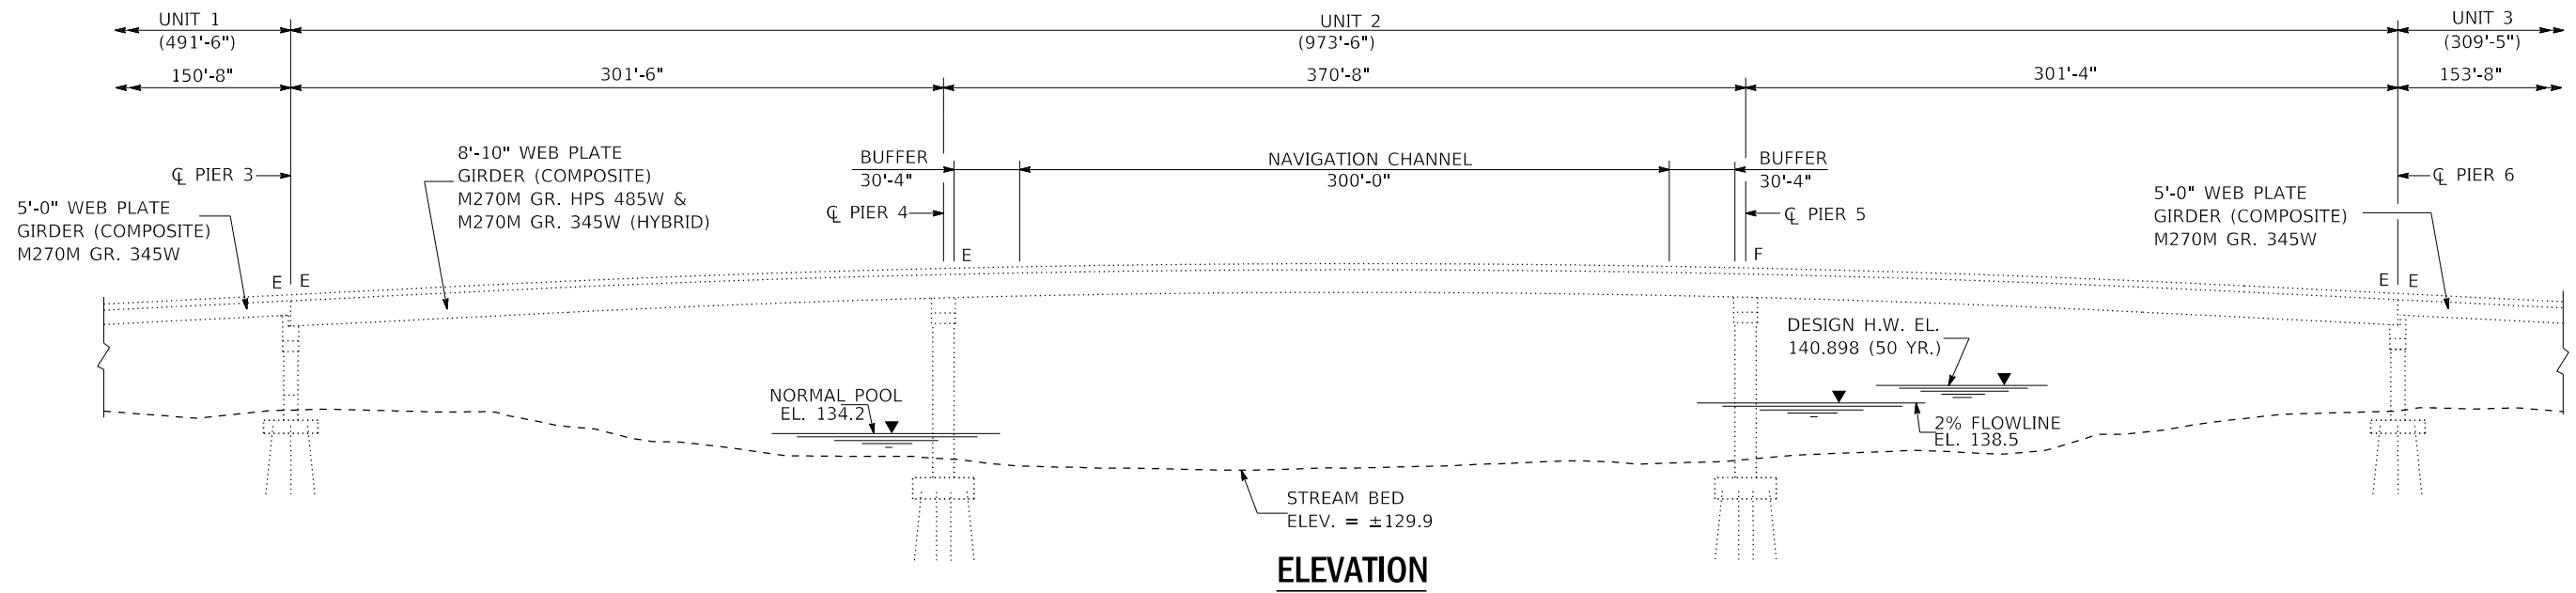 UNIT 1
(491'-6")
UNIT 2
(973'-6")
UNIT 3
(309'-5")
150'-8"
301'-6"
370'-8"
301'-4"
153'-8"
℄ PIER 3
8'-10" WEB PLATE
GIRDER (COMPOSITE)
M270M GR. HPS 485W &
M270M GR. 345W (HYBRID)
BUFFER
30'-4"
NAVIGATION CHANNEL
300'-0"
BUFFER
30'-4"
℄ PIER 4
℄ PIER 5
℄ PIER 6
5'-0" WEB PLATE
GIRDER (COMPOSITE)
M270M GR. 345W
5'-0" WEB PLATE
GIRDER (COMPOSITE)
M270M GR. 345W
E E
E
F
E E
DESIGN H.W. EL.
140.898 (50 YR.)
NORMAL POOL
EL. 134.2
2% FLOWLINE
EL. 138.5
STREAM BED
ELEV. = ±129.9
ELEVATION